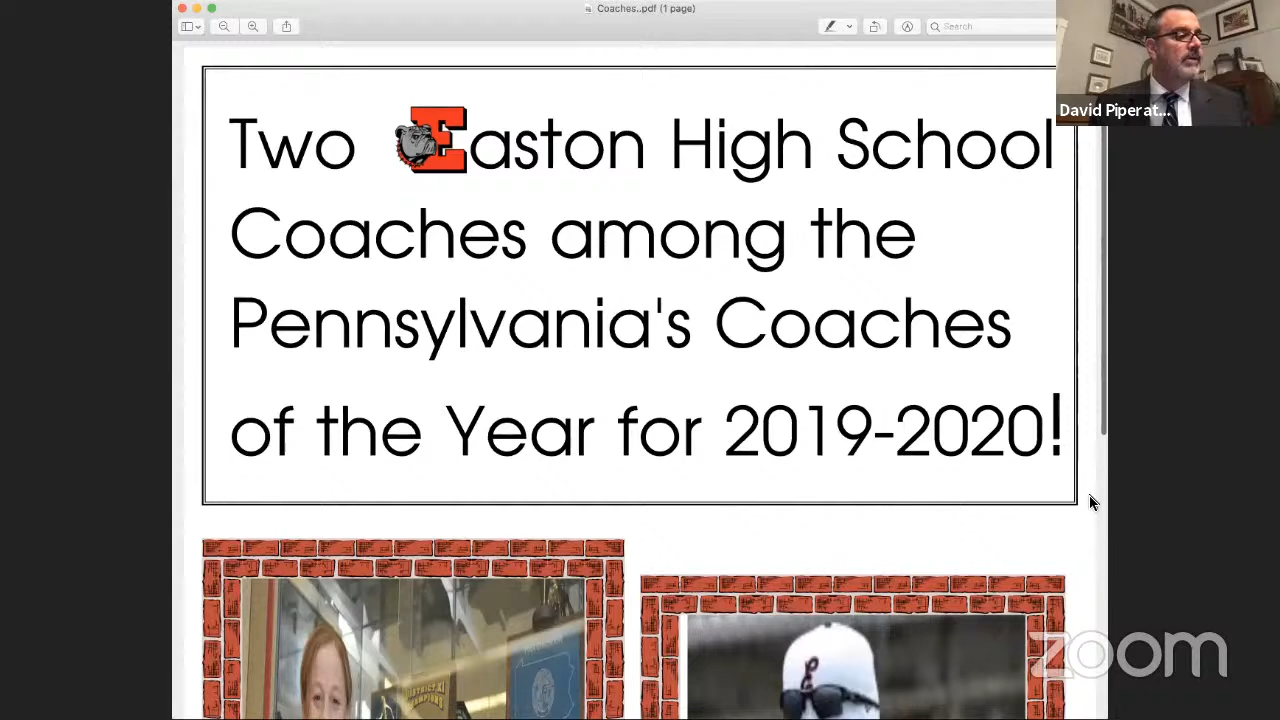 Coaches..pdf (1 page)
Search
David Piperat...
Two Easton High School
Coaches among the
Pennsylvania's Coaches
of the Year for 2019-2020!
DISTRICT XI
CHAMPIONS
zoom